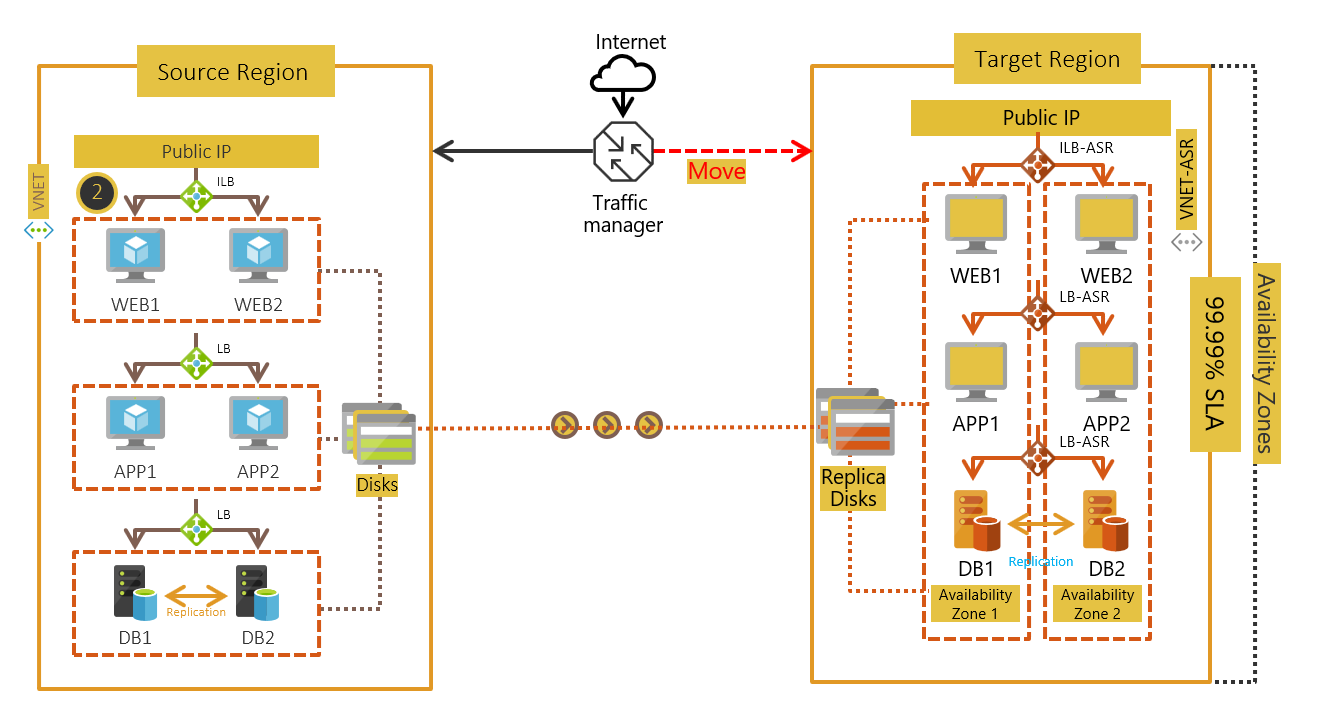 Internet
Source Region
Target Region
Public IP
Public IP
ILB
ILB-ASR
VNET
2
Traffic
manager
Move
VNET-ASR
WEB1
WEB2
WEB1
WEB2
LB
LB-ASR
99.99% SLA
Availability Zones
APP1
APP2
APP1
APP2
LB-ASR
Disks
Replica
Disks
LB
Replication
Replication
DB1
DB2
DB1
DB2
Availability
Zone 1
Availability
Zone 2